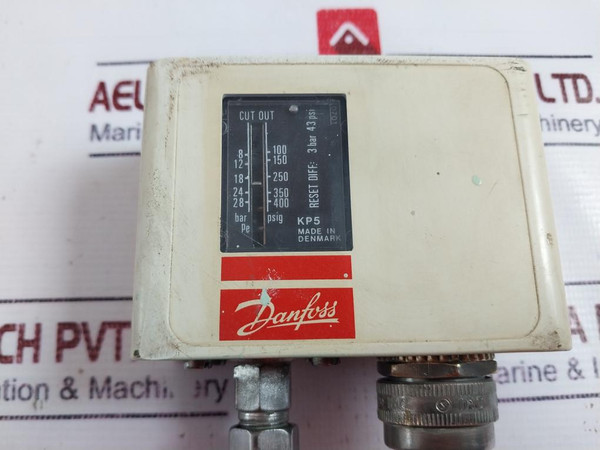 AEL
LTD.
Mari
hinery
CUT OUT
8 100
12 150
18 250
24 350
28 400
bar psig
Pe
RESET DIFF: 3 bar 43 psi
KP5
MADE IN
DENMARK
Danfoss
CH PVT
tion & Mach
ery
arine & I